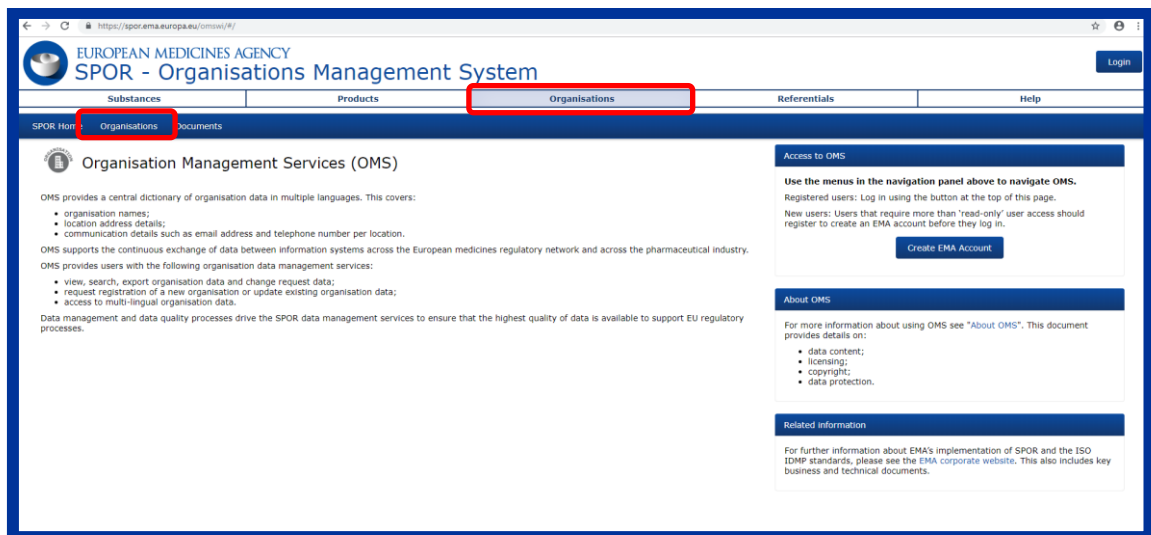 https://spor.ema.europa.eu/omswi/#/
EUROPEAN MEDICINES AGENCY
SPOR - Organisations Management System
Login
Substances
Products
Organisations
Referentials
Help
SPOR Home
Organisations
Documents
Organisation Management Services (OMS)
OMS provides a central dictionary of organisation data in multiple languages. This covers:
• organisation names;
• location address details;
• communication details such as email address and telephone number per location.
OMS supports the continuous exchange of data between information systems across the European medicines regulatory network and across the pharmaceutical industry.
OMS provides users with the following organisation data management services:
• view, search, export organisation data and change request data;
• request registration of a new organisation or update existing organisation data;
• access to multi-lingual organisation data.
Data management and data quality processes drive the SPOR data management services to ensure that the highest quality of data is available to support EU regulatory
processes.
Access to OMS
Use the menus in the navigation panel above to navigate OMS.
Registered users: Log in using the button at the top of this page.
New users: Users that require more than 'read-only' user access should
register to create an EMA account before they log in.
Create EMA Account
About OMS
For more information about using OMS see "About OMS". This document
provides details on:
• data content;
• licensing;
• copyright;
• data protection.
Related information
For further information about EMA's implementation of SPOR and the ISO
IDMP standards, please see the EMA corporate website. This also includes key
business and technical documents.